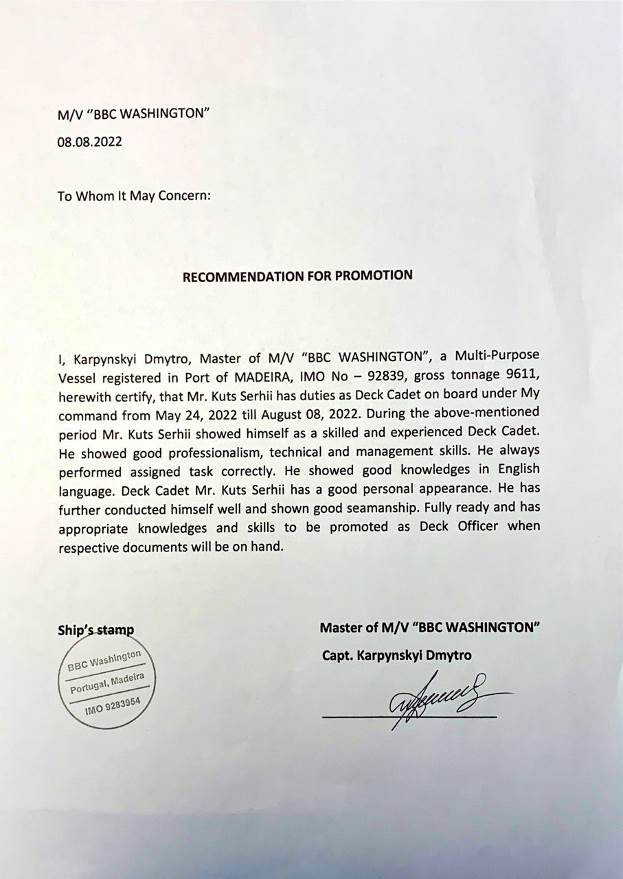 M/V “BBC WASHINGTON”
08.08.2022
To Whom It May Concern:
RECOMMENDATION FOR PROMOTION
I, Karpynskyi Dmytro, Master of M/V “BBC WASHINGTON”, a Multi-Purpose
Vessel registered in Port of MADEIRA, IMO No – 92839, gross tonnage 9611,
herewith certify, that Mr. Kuts Serhii has duties as Deck Cadet on board under My
command from May 24, 2022 till August 08, 2022. During the above-mentioned
period Mr. Kuts Serhii showed himself as a skilled and experienced Deck Cadet.
He showed good professionalism, technical and management skills. He always
performed assigned task correctly. He showed good knowledges in English
language. Deck Cadet Mr. Kuts Serhii has a good personal appearance. He has
further conducted himself well and shown good seamanship. Fully ready and has
appropriate knowledges and skills to be promoted as Deck Officer when
respective documents will be on hand.
Ship’s stamp
BBC Washington
Portugal, Madeira
IMO 9283954
Master of M/V “BBC WASHINGTON”
Capt. Karpynskyi Dmytro